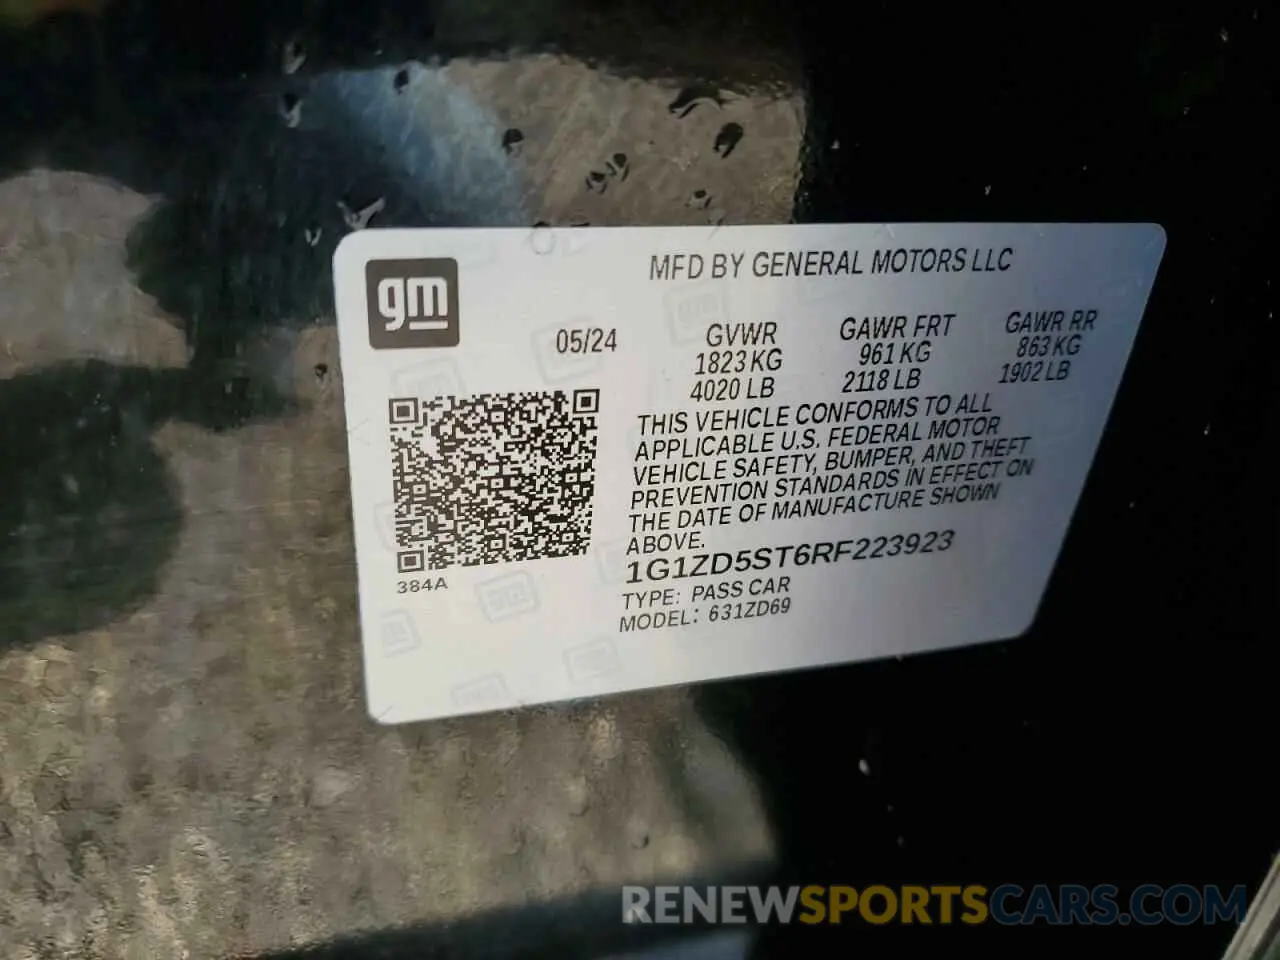 gm
MFD BY GENERAL MOTORS LLC
05/24
GVWR GAWR FRT GAWR RR
1823 KG 961 KG 863 KG
4020 LB 2118 LB 1902 LB
THIS VEHICLE CONFORMS TO ALL
APPLICABLE U.S. FEDERAL MOTOR
VEHICLE SAFETY, BUMPER, AND THEFT
PREVENTION STANDARDS IN EFFECT ON
THE DATE OF MANUFACTURE SHOWN
ABOVE.
384A
1G1ZD5ST6RF223923
TYPE: PASS CAR
MODEL: 631ZD69
RENEWSPORTSCARS.COM